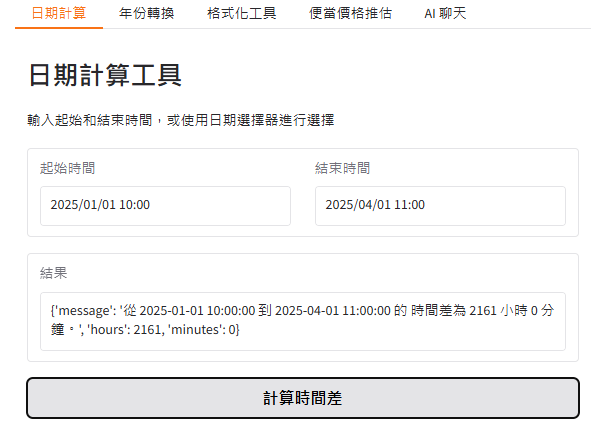 日期計算 年份轉換 格式化工具 便當價格推估 AI 聊天
日期計算工具
輸入起始和結束時間，或使用日期選擇器進行選擇
起始時間 結束時間
2025/01/01 10:00 2025/04/01 11:00
結果
{'message': '從 2025-01-01 10:00:00 到 2025-04-01 11:00:00 的 時間差為 2161 小時 0 分
鐘。', 'hours': 2161, 'minutes': 0}
計算時間差